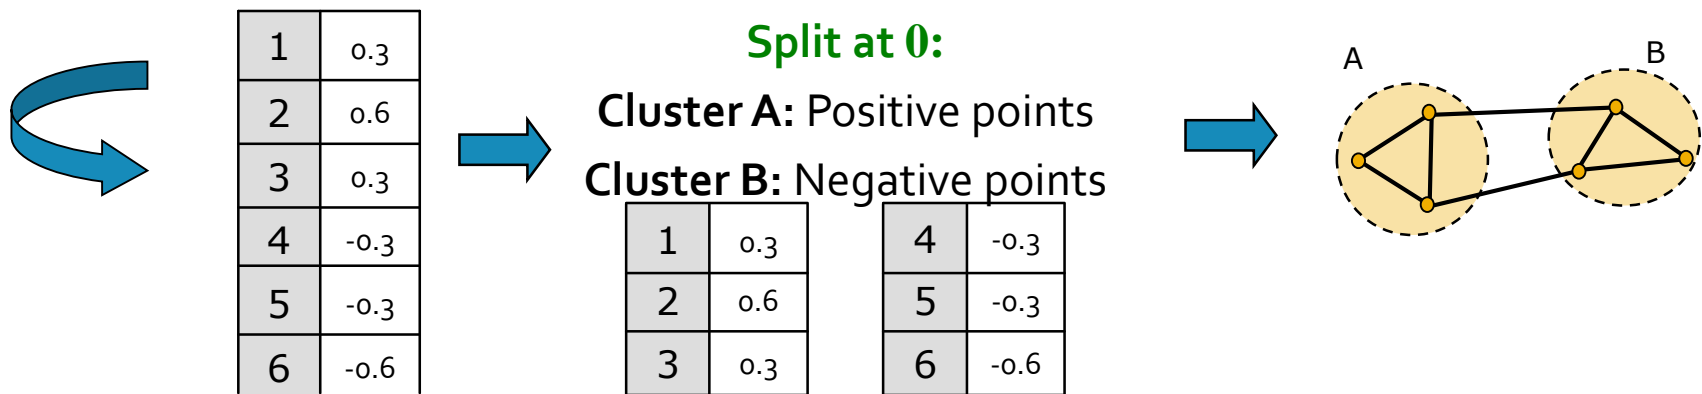 1 0.3
2 0.6
3 0.3
4 -0.3
5 -0.3
6 -0.6
Split at 0:
Cluster A: Positive points
Cluster B: Negative points
1 0.3
2 0.6
3 0.3
4 -0.3
5 -0.3
6 -0.6
A
B